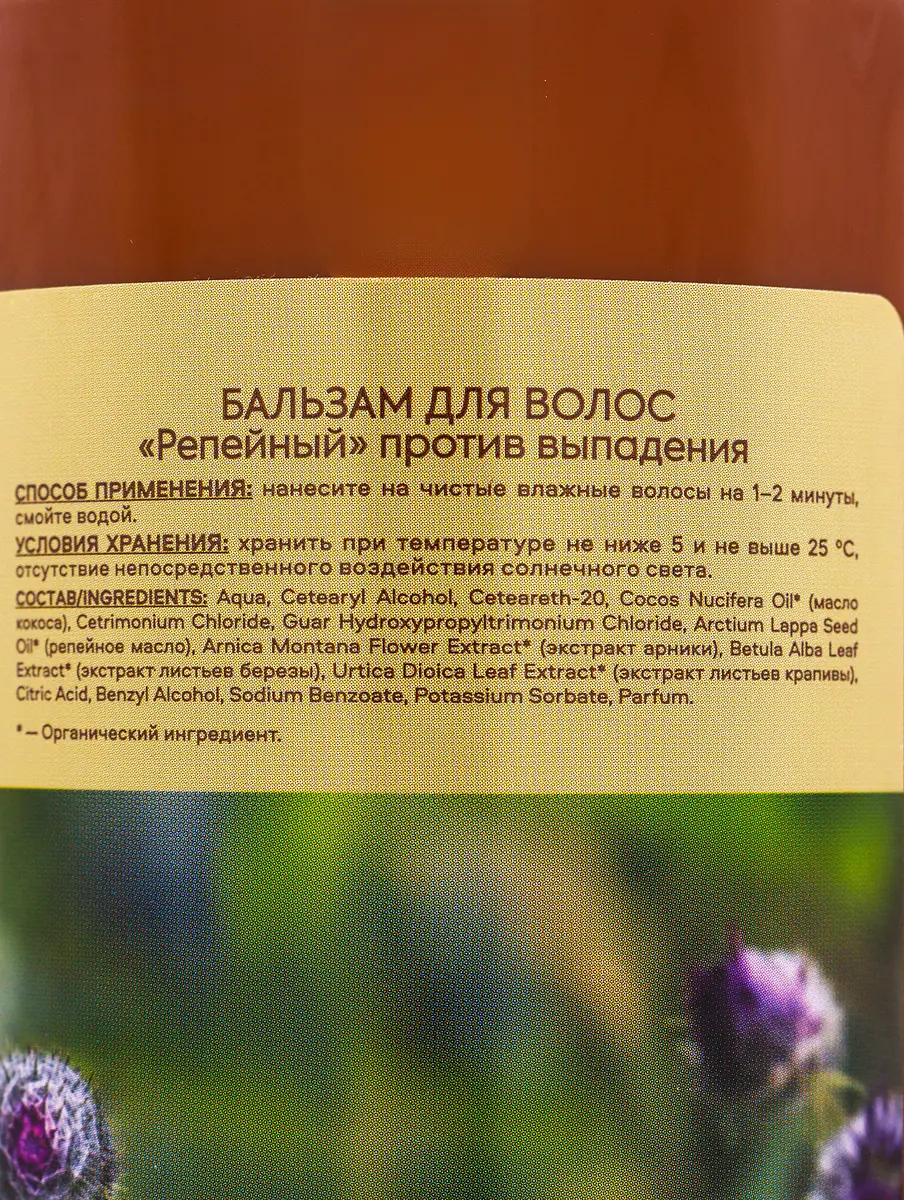 БАЛЬЗАМ ДЛЯ ВОЛОС
«Репейный» против выпадения
СПОСОБ ПРИМЕНЕНИЯ: нанесите на чистые влажные волосы на 1–2 минуты,
смойте водой.
УСЛОВИЯ ХРАНЕНИЯ: хранить при температуре не ниже 5 и не выше 25 °С,
отсутствие непосредственного воздействия солнечного света.
СОСТАВ/INGREDIENTS: Aqua, Cetearyl Alcohol, Ceteareth-20, Cocos Nucifera Oil* (масло
кокоса), Cetrimonium Chloride, Guar Hydroxypropyltrimonium Chloride, Arctium Lappa Seed
Oil* (репейное масло), Arnica Montana Flower Extract* (экстракт арники), Betula Alba Leaf
Extract* (экстракт листьев березы), Urtica Dioica Leaf Extract* (экстракт листьев крапивы),
Citric Acid, Benzyl Alcohol, Sodium Benzoate, Potassium Sorbate, Parfum.
* – Органический ингредиент.